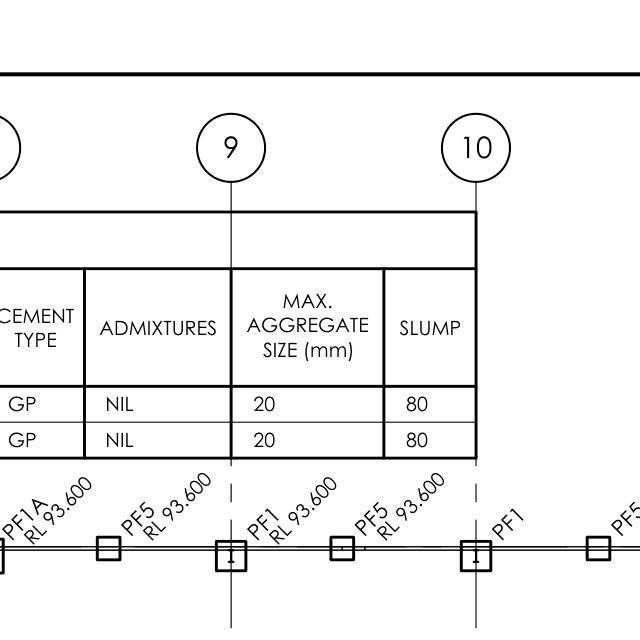 9
10
CEMENT
TYPE
ADMIXTURES
MAX.
AGGREGATE
SIZE (mm)
SLUMP
GP
NIL
20
80
GP
NIL
20
80
PF1A
RL 93.600
PF5
RL 93.600
PF1
RL 93.600
PF5
RL 93.600
PF1
PF5